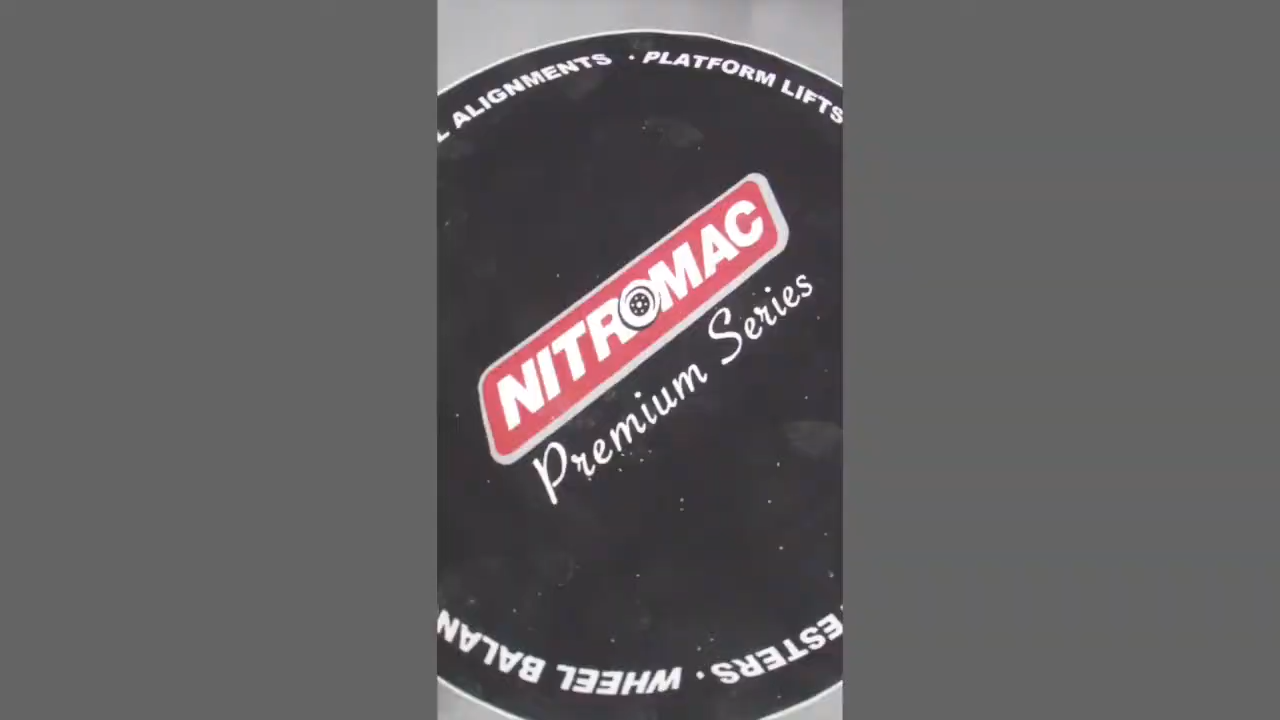 L ALIGNMENTS · PLATFORM LIFTS
NITROMAC
Premium Series
ESTERS · WHEEL BALAN